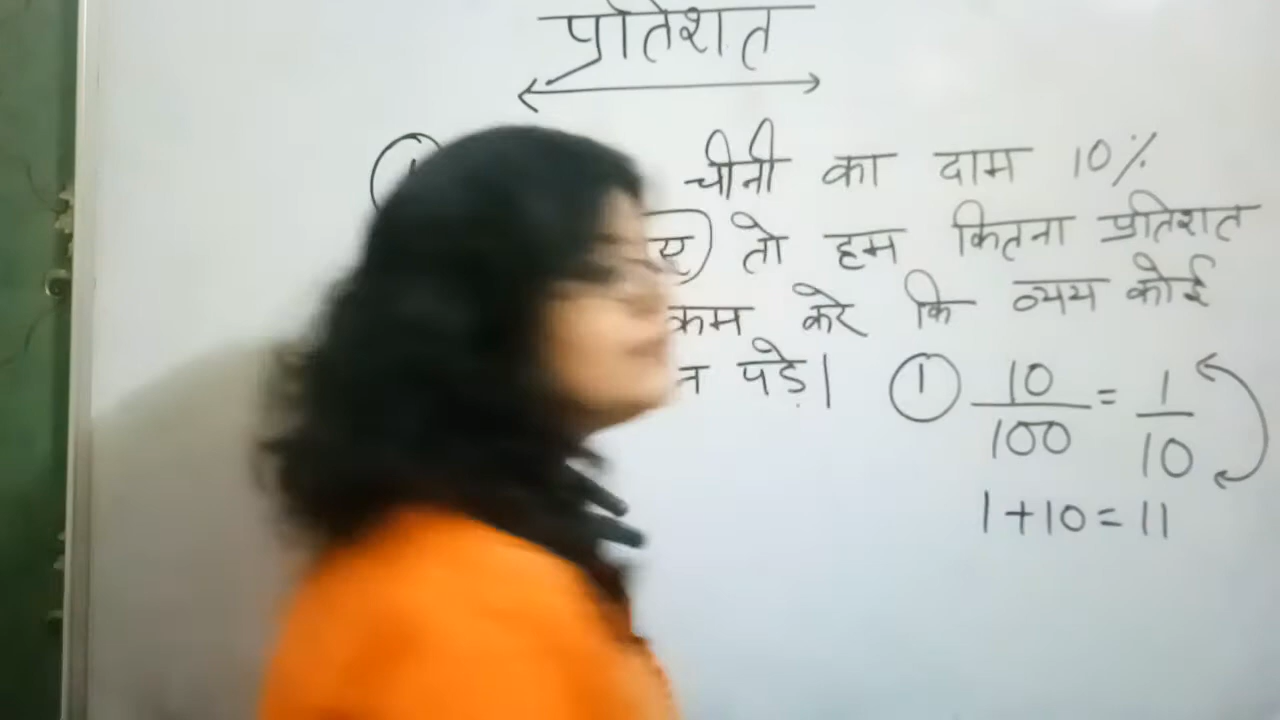 प्रतिशत
चीनी का दाम 10%
तो हम कितना प्रतिशत
कम करे कि व्यय कोई
न पड़े।
① 10/100 = 1/10
1+10=11